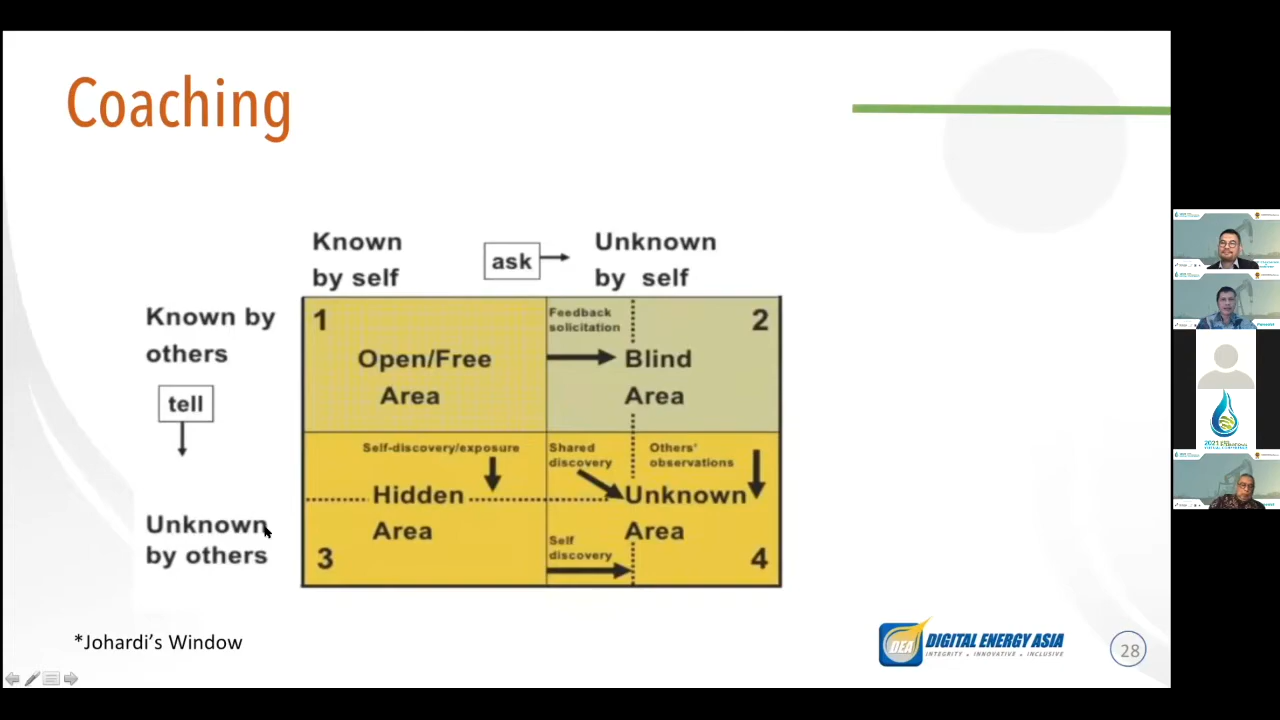 Coaching
Known
by self
ask
Unknown
by self
Known by
others
tell
Unknown
by others
1
Open/Free
Area
Feedback
solicitation
2
Blind
Area
Self-discovery/exposure
Hidden
Area
3
Shared
discovery
Others'
observations
Unknown
Area
Self
discovery
4
*Johardi's Window
DEA
DIGITAL ENERGY ASIA
INTEGRITY • INNOVATIVE • INCLUSIVE
28
2021